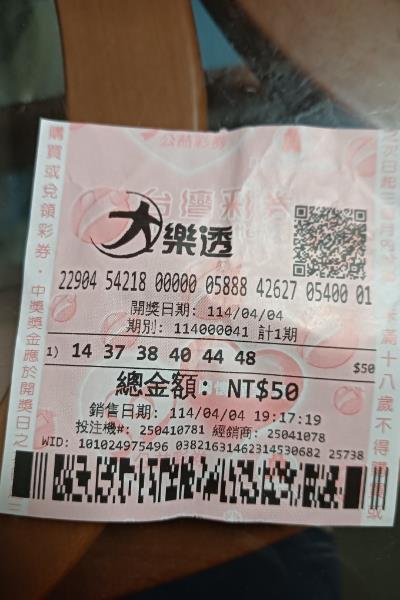 公益彩券
台灣彩券
大樂透
22904 54218 00000 05888 42627 05400 01
開獎日期: 114/04/04
期別: 114000041 計1期
1) 14 37 38 40 44 48 $50
總金額: NT$50
銷售日期: 114/04/04 19:17:19
投注機#: 250410781 經銷商: 25041078
WID: 101024975496 03821631462314530682 25738
購買或兌領彩券
中獎獎金應於開獎日之
滿十八歲不得購買或